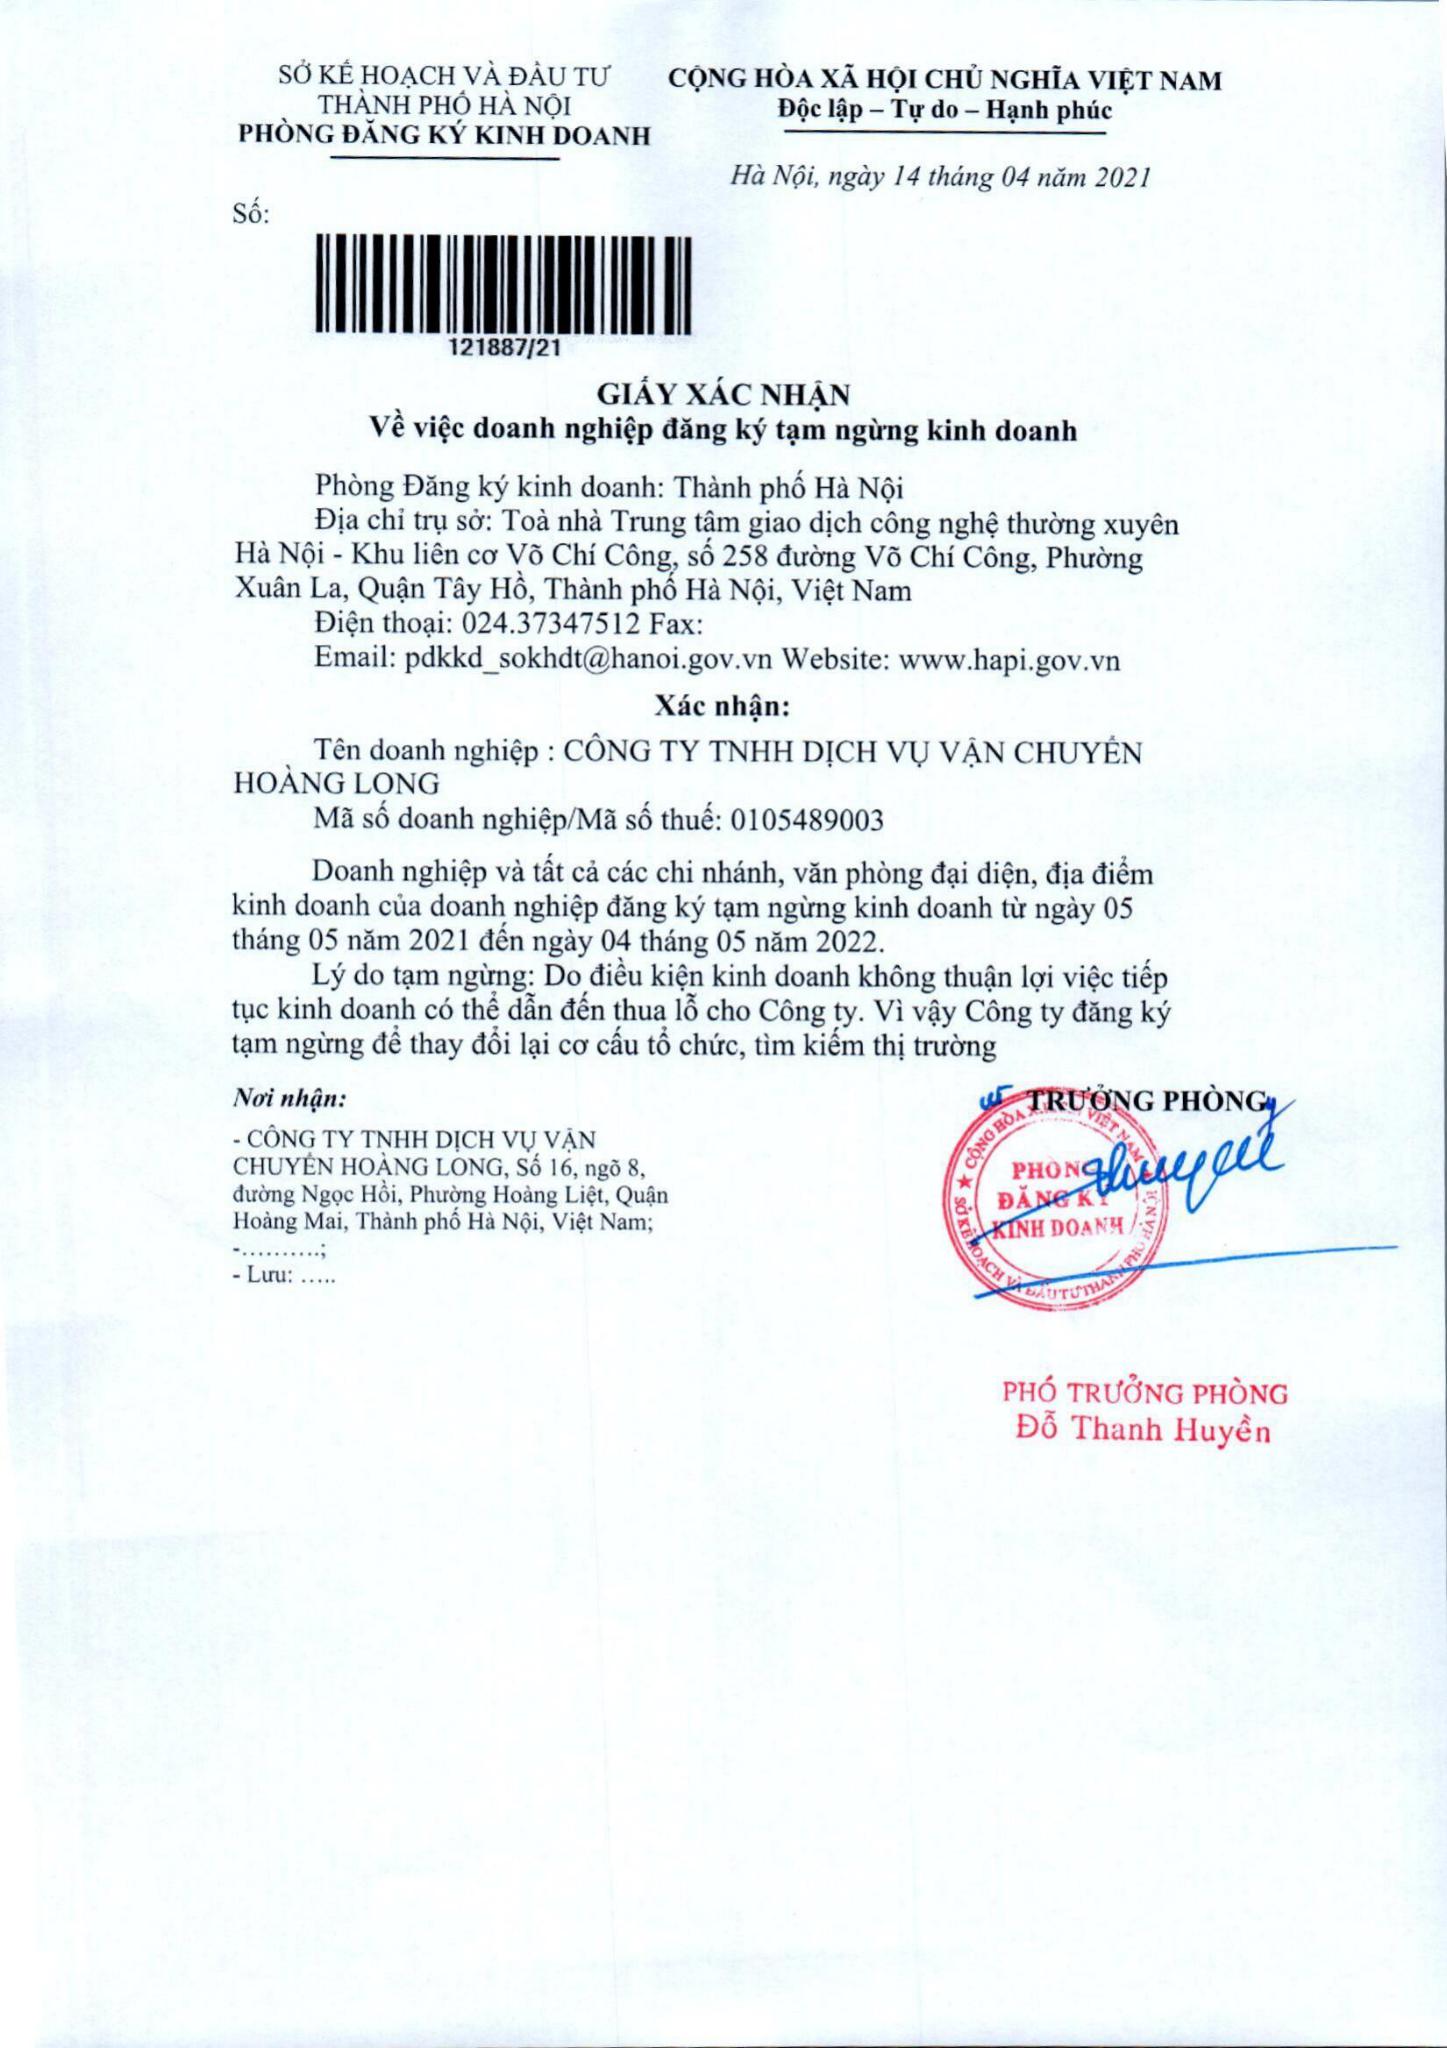 SỞ KẾ HOẠCH VÀ ĐẦU TƯ
THÀNH PHỐ HÀ NỘI
PHÒNG ĐĂNG KÝ KINH DOANH
CỘNG HÒA XÃ HỘI CHỦ NGHĨA VIỆT NAM
Độc lập – Tự do – Hạnh phúc
Hà Nội, ngày 14 tháng 04 năm 2021
Số:
121887/21
GIẤY XÁC NHẬN
Về việc doanh nghiệp đăng ký tạm ngừng kinh doanh
Phòng Đăng ký kinh doanh: Thành phố Hà Nội
Địa chỉ trụ sở: Toà nhà Trung tâm giao dịch công nghệ thường xuyên
Hà Nội - Khu liên cơ Võ Chí Công, số 258 đường Võ Chí Công, Phường
Xuân La, Quận Tây Hồ, Thành phố Hà Nội, Việt Nam
Điện thoại: 024.37347512 Fax:
Email: pdkkd_sokhdt@hanoi.gov.vn Website: www.hapi.gov.vn
Xác nhận:
Tên doanh nghiệp : CÔNG TY TNHH DỊCH VỤ VẬN CHUYỂN
HOÀNG LONG
Mã số doanh nghiệp/Mã số thuế: 0105489003
Doanh nghiệp và tất cả các chi nhánh, văn phòng đại diện, địa điểm
kinh doanh của doanh nghiệp đăng ký tạm ngừng kinh doanh từ ngày 05
tháng 05 năm 2021 đến ngày 04 tháng 05 năm 2022.
Lý do tạm ngừng: Do điều kiện kinh doanh không thuận lợi việc tiếp
tục kinh doanh có thể dẫn đến thua lỗ cho Công ty. Vì vậy Công ty đăng ký
tạm ngừng để thay đổi lại cơ cấu tổ chức, tìm kiếm thị trường
Nơi nhận:
- CÔNG TY TNHH DỊCH VỤ VẬN
CHUYỂN HOÀNG LONG, Số 16, ngõ 8,
đường Ngọc Hồi, Phường Hoàng Liệt, Quận
Hoàng Mai, Thành phố Hà Nội, Việt Nam;
-……….;
- Lưu: …..
TRƯỞNG PHÒNG
CỘNG HÒA X.H.C.N VIỆT NAM
PHÒNG
ĐĂNG KÝ
KINH DOANH
SỞ KẾ HOẠCH VÀ ĐẦU TƯ THÀNH PHỐ HÀ NỘI
PHÓ TRƯỞNG PHÒNG
Đỗ Thanh Huyền